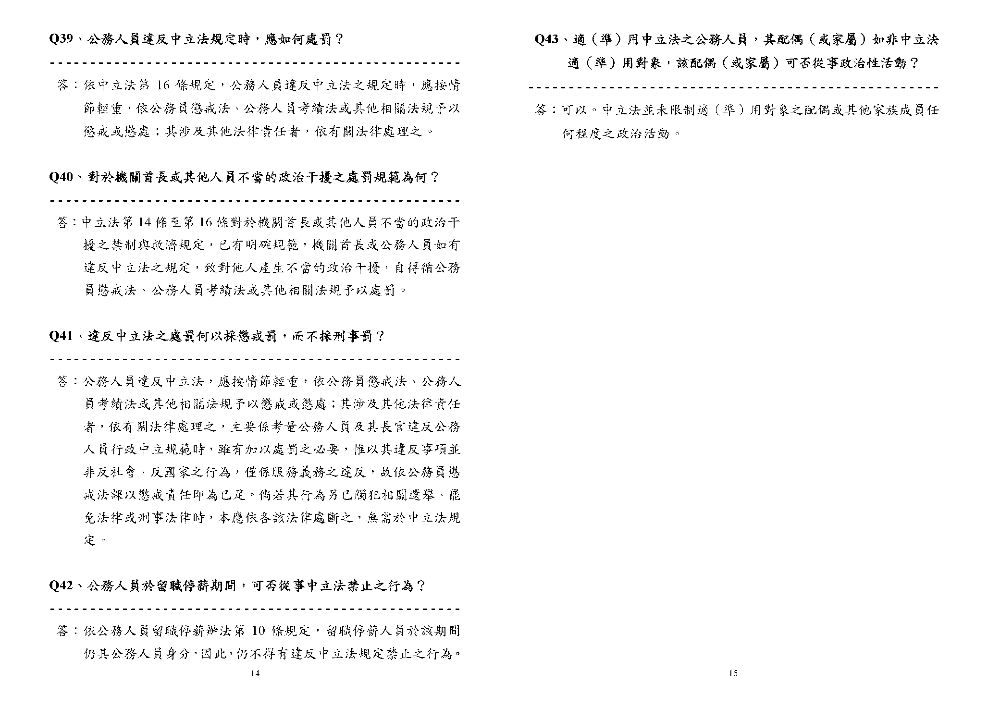 Q39、公務人員違反中立法規定時，應如何處罰？
答：依中立法第 16 條規定，公務人員違反中立法之規定時，應按情
節輕重，依公務員懲戒法、公務人員考績法或其他相關法規予以
懲戒或懲處；其涉及其他法律責任者，依有關法律處理之。
Q40、對於機關首長或其他人員不當的政治干擾之處罰規範為何？
答：中立法第 14 條至第 16 條對於機關首長或其他人員不當的政治干
擾之禁制與救濟規定，已有明確規範，機關首長或公務人員如有
違反中立法之規定，致對他人產生不當的政治干擾，自得循公務
員懲戒法、公務人員考績法或其他相關法規予以處罰。
Q41、違反中立法之處罰何以採懲戒罰，而不採刑事罰？
答：公務人員違反中立法，應按情節輕重，依公務員懲戒法、公務人
員考績法或其他相關法規予以懲戒或懲處；其涉及其他法律責任
者，依有關法律處理之，主要係考量公務人員及其長官違反公務
人員行政中立規範時，雖有加以處罰之必要，惟以其違反事項並
非反社會、反國家之行為，僅係服務義務之違反，故依公務員懲
戒法課以懲戒責任即為已足。倘若其行為另已觸犯相關選舉、罷
免法律或刑事法律時，本應依各該法律處斷之，無需於中立法規
定。
Q42、公務人員於留職停薪期間，可否從事中立法禁止之行為？
答：依公務人員留職停薪辦法第 10 條規定，留職停薪人員於該期間
仍具公務人員身分，因此，仍不得有違反中立法規定禁止之行為。
14
Q43、適（準）用中立法之公務人員，其配偶（或家屬）如非中立法
適（準）用對象，該配偶（或家屬）可否從事政治性活動？
答：可以。中立法並未限制適（準）用對象之配偶或其他家族成員任
何程度之政治活動。
15